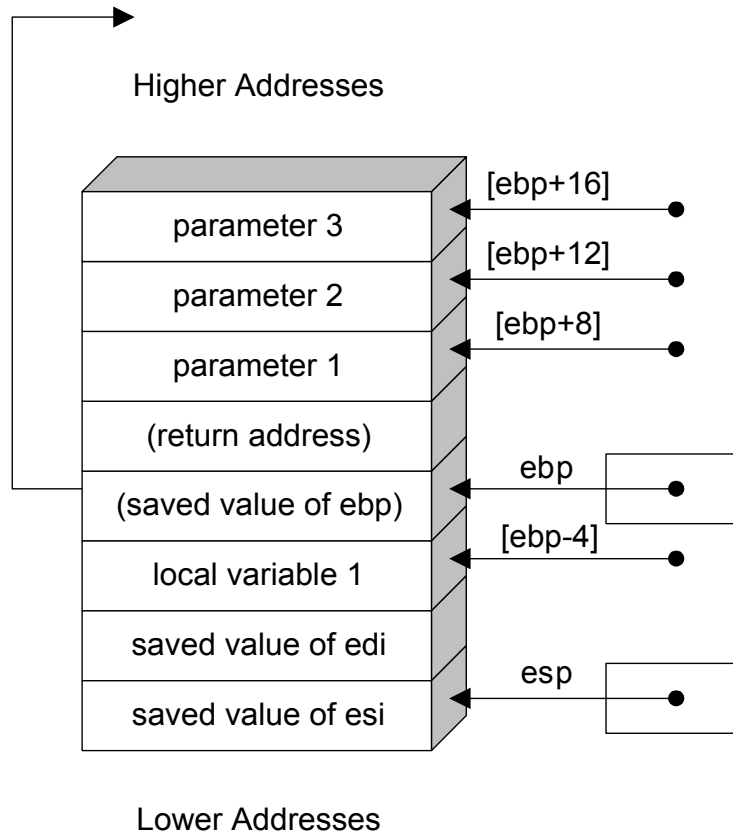 Higher Addresses
[ebp+16]
parameter 3
[ebp+12]
parameter 2
[ebp+8]
parameter 1
(return address)
ebp
(saved value of ebp)
[ebp-4]
local variable 1
saved value of edi
esp
saved value of esi
Lower Addresses